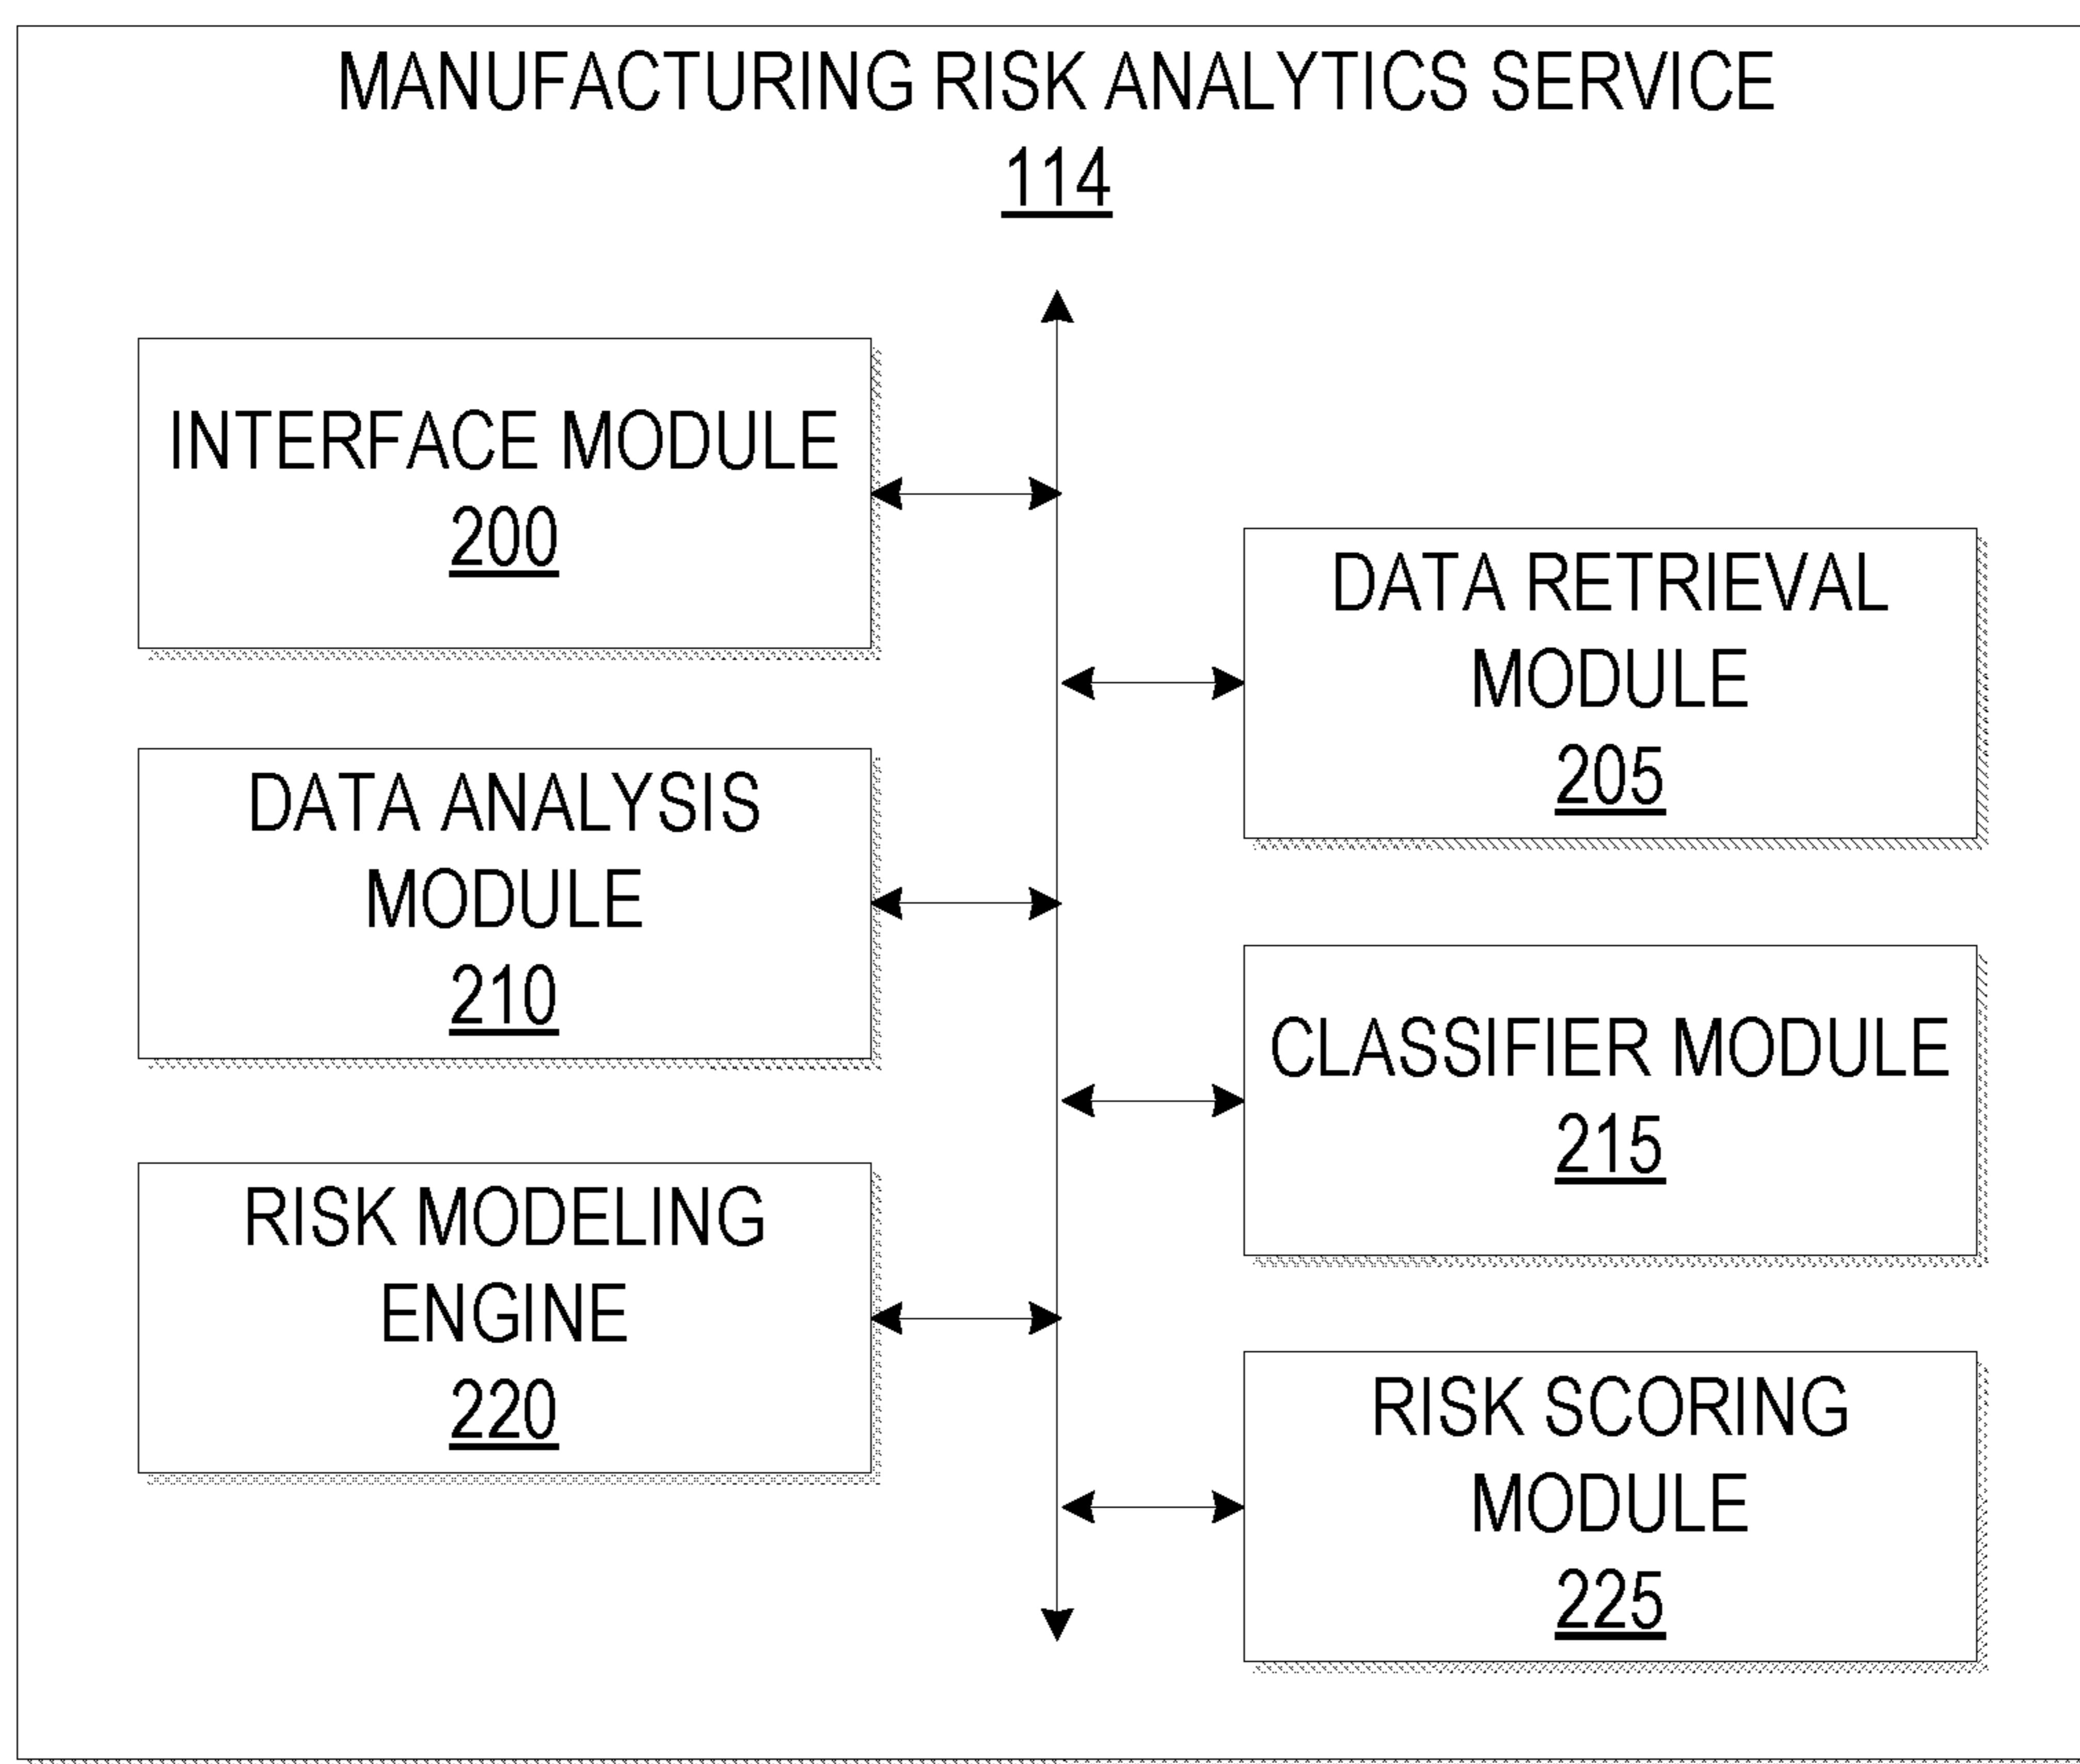 MANUFACTURING RISK ANALYTICS SERVICE
114
INTERFACE MODULE
200
DATA RETRIEVAL
MODULE
205
DATA ANALYSIS
MODULE
210
CLASSIFIER MODULE
215
RISK MODELING
ENGINE
220
RISK SCORING
MODULE
225